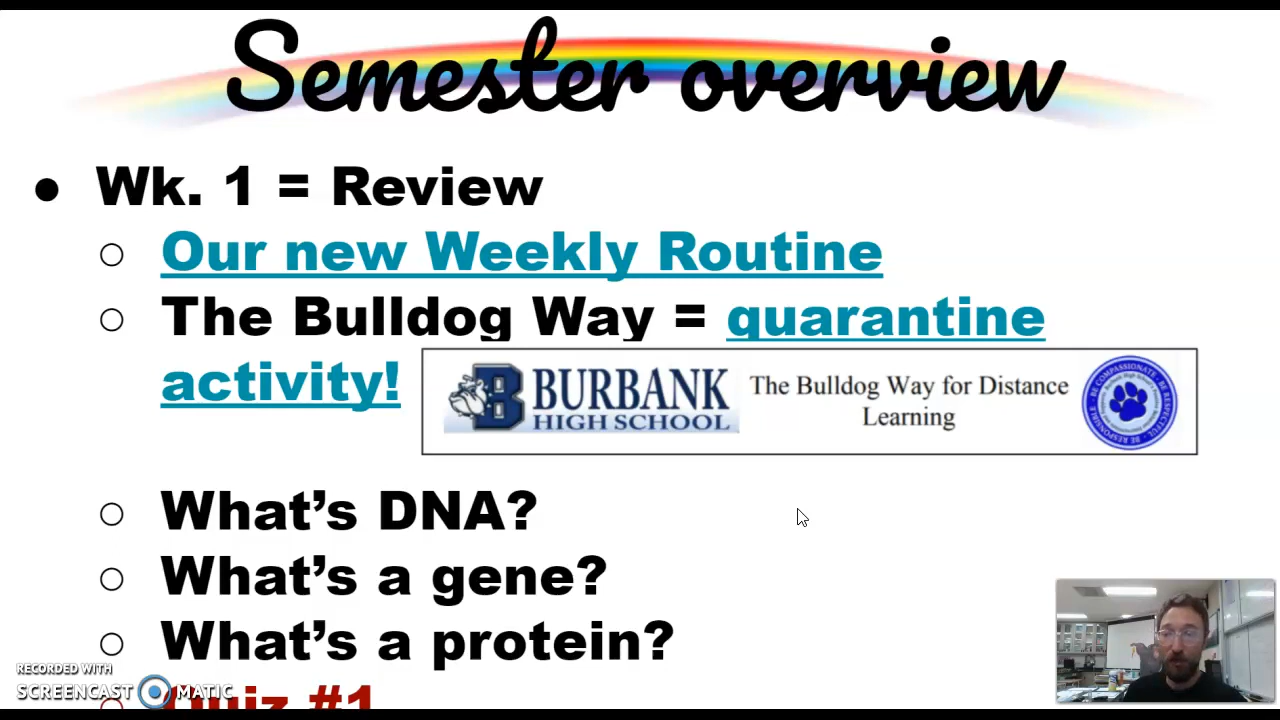 Semester overview
● Wk. 1 = Review
○ Our new Weekly Routine
○ The Bulldog Way = quarantine
activity!
B BURBANK
HIGH SCHOOL
The Bulldog Way for Distance
Learning
○ What's DNA?
○ What's a gene?
○ What's a protein?
○ Quiz #1
RECORDED WITH
SCREENCAST MATIC